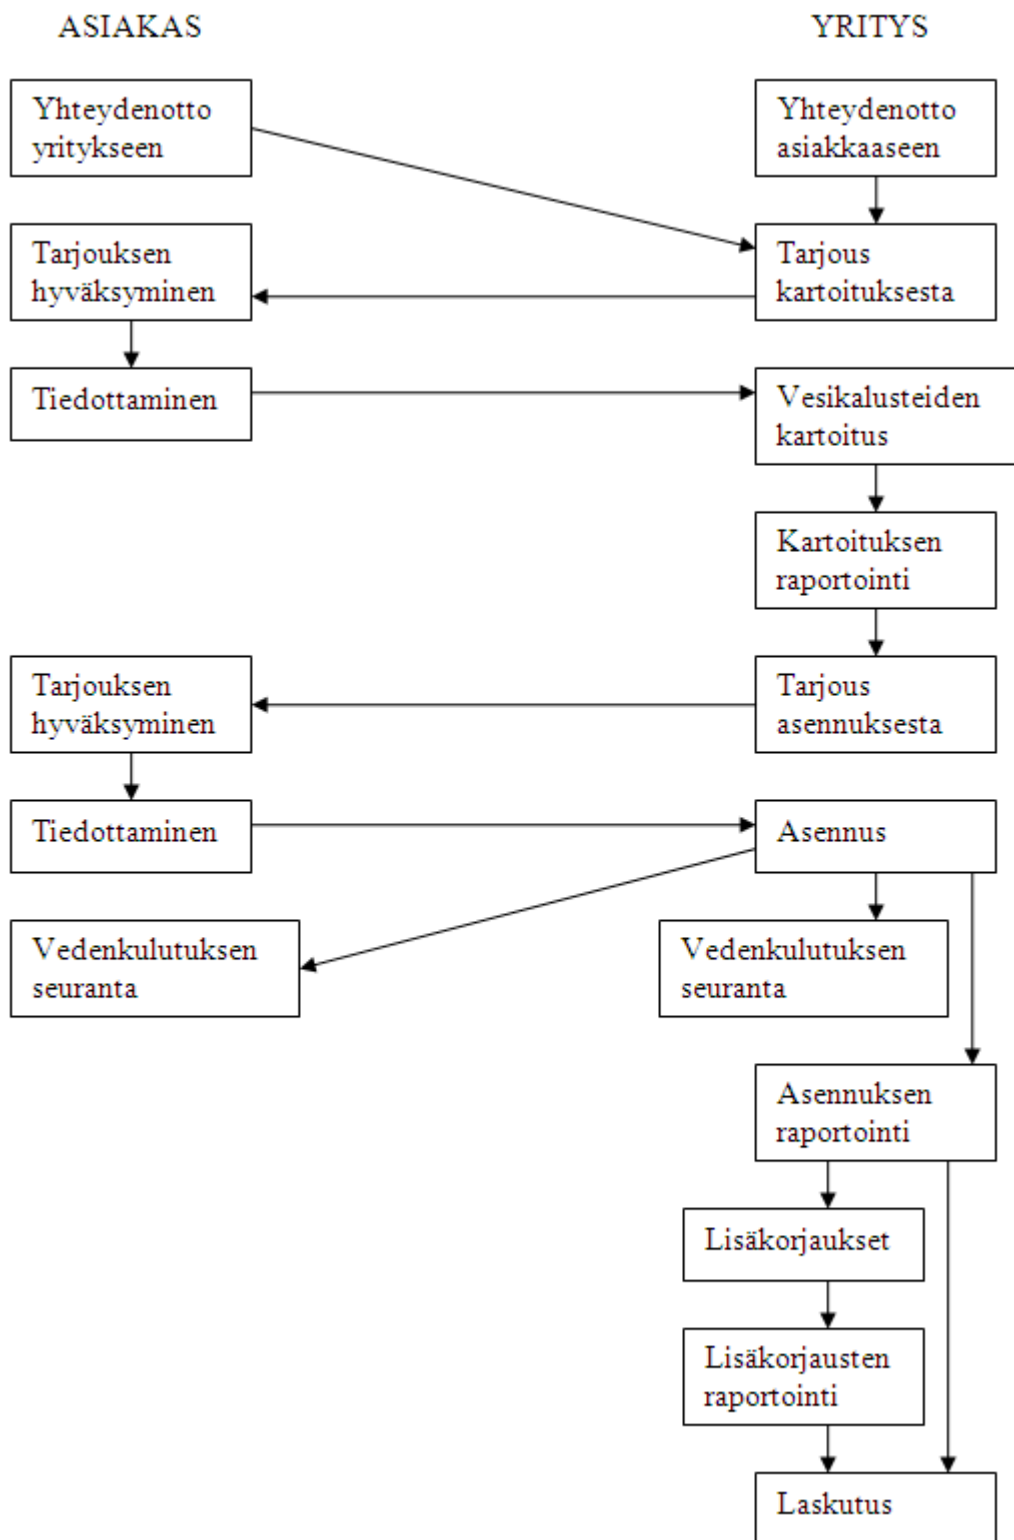 ASIAKAS
YRITYS
Yhteydenotto
yritykseen
Yhteydenotto
asiakkaaseen
Tarjouksen
hyväksyminen
Tarjous
kartoituksesta
Tiedottaminen
Vesikalusteiden
kartoitus
Kartoituksen
raportointi
Tarjouksen
hyväksyminen
Tarjous
asennuksesta
Tiedottaminen
Asennus
Vedenkulutuksen
seuranta
Vedenkulutuksen
seuranta
Asennuksen
raportointi
Lisäkorjaukset
Lisäkorjausten
raportointi
Laskutus